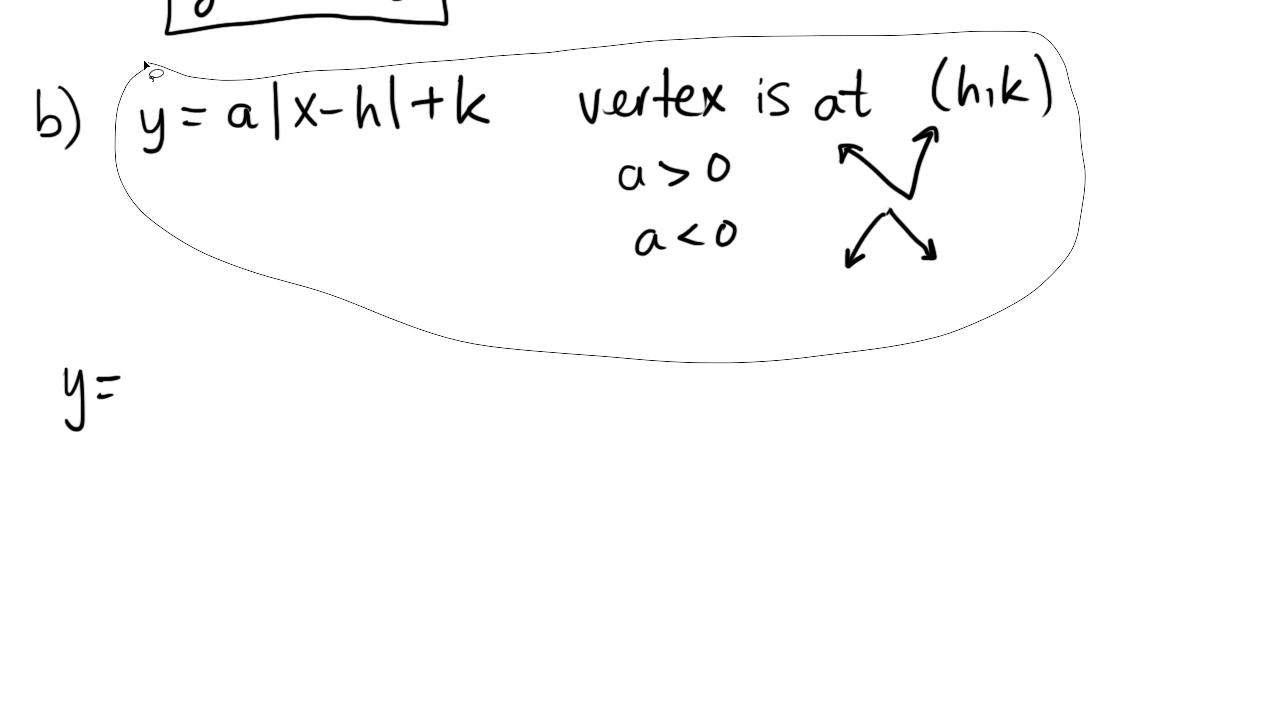 b) y = a|x-h|+k vertex is at (h,k)
a > 0
a < 0
y=